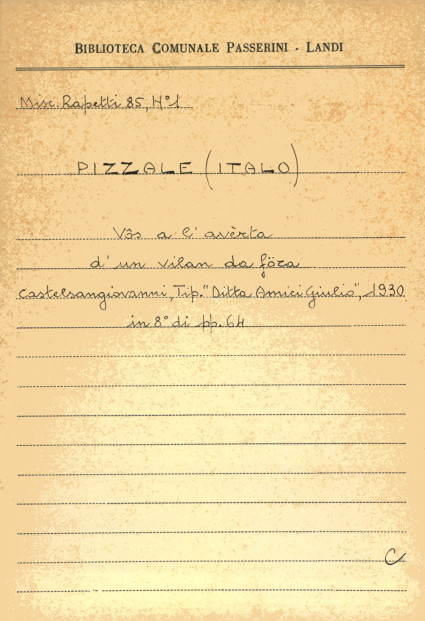 BIBLIOTECA COMUNALE PASSERINI - LANDI
Misc. Rapetti 85, N° 1
PIZZALE (ITALO)
Vôs a l' avèrta
d' un vilan da föra
Castelsangiovanni, Tip. "Ditta Amici Giulio", 1930
in 8° di pp. 64
C